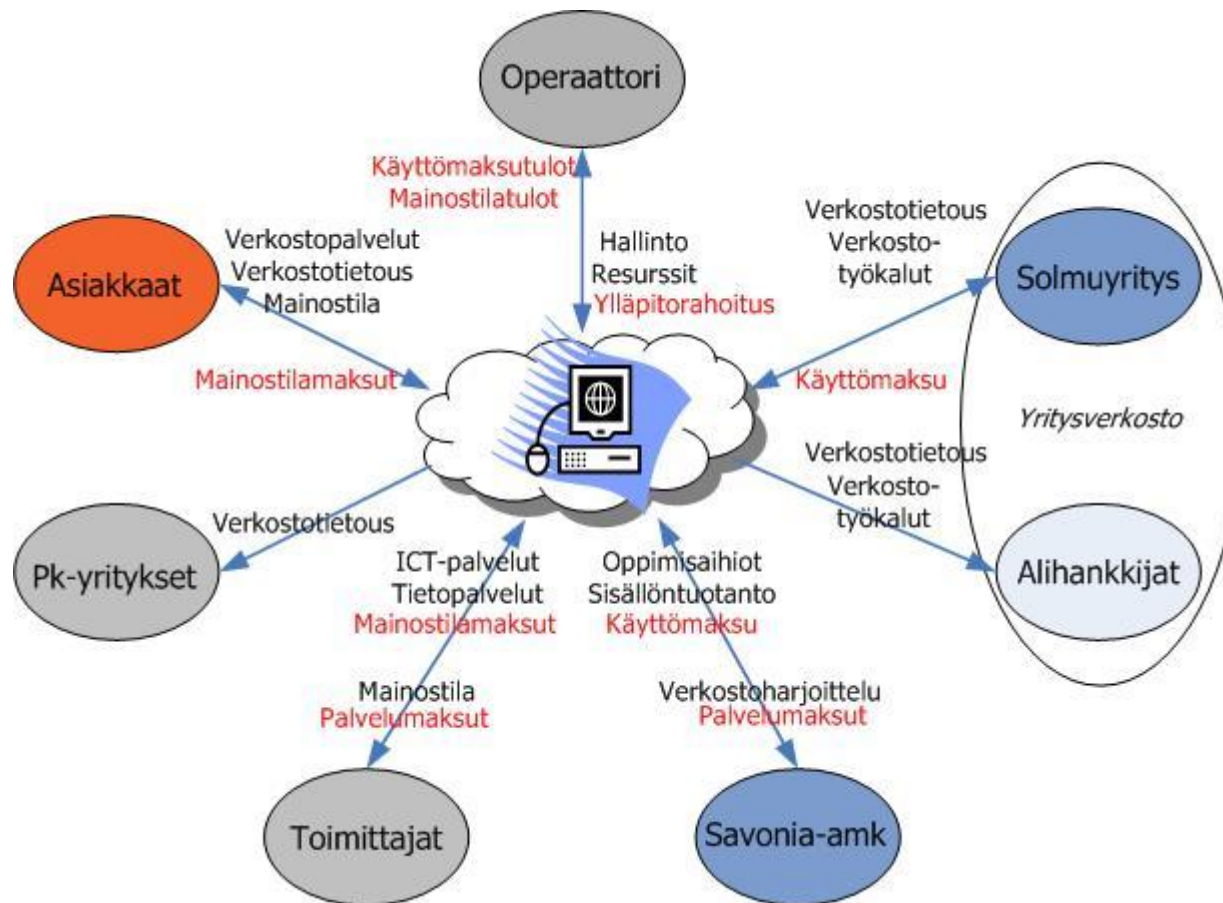 Operaattori
Käyttömaksutulot
Mainostilatulot
Hallinto
Resurssit
Ylläpitorahoitus
Asiakkaat
Verkostopalvelut
Verkostotietous
Mainostila
Mainostilamaksut
Verkostotietous
Verkosto-
työkalut
Solmuyritys
Käyttömaksu
Yritysverkosto
Verkostotietous
Verkosto-
työkalut
Alihankkijat
Pk-yritykset
Verkostotietous
ICT-palvelut
Tietopalvelut
Mainostilamaksut
Mainostila
Palvelumaksut
Toimittajat
Oppimisaihiot
Sisällöntuotanto
Käyttömaksu
Verkostoharjoittelu
Palvelumaksut
Savonia-amk